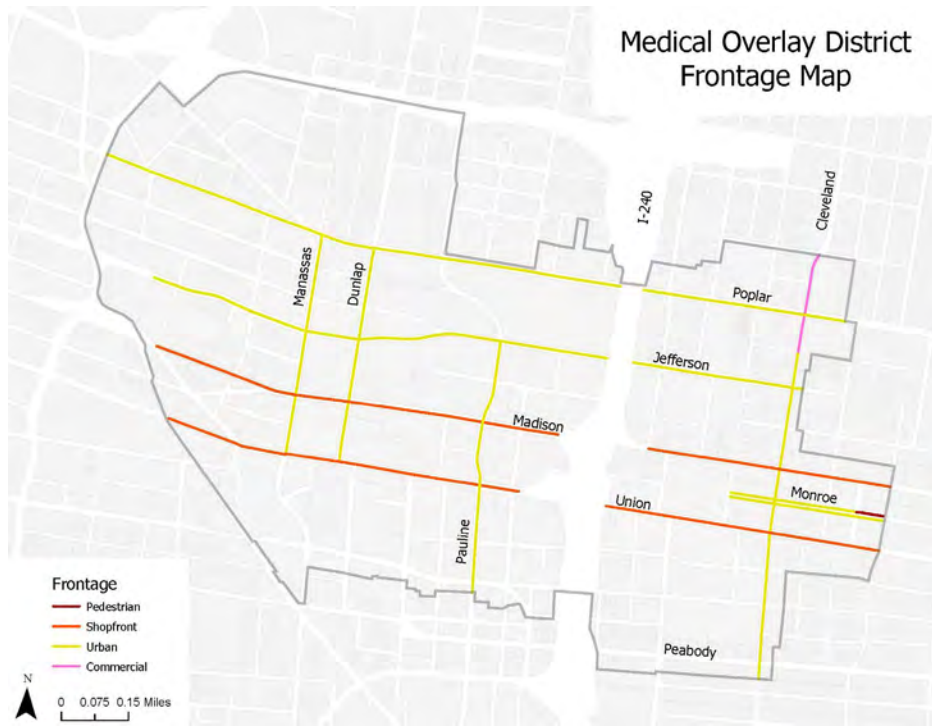 Medical Overlay District
Frontage Map
Cleveland
I-240
Manassas
Dunlap
Poplar
Jefferson
Madison
Monroe
Union
Pauline
Peabody
Frontage
Pedestrian
Shopfront
Urban
Commercial
N
0 0.075 0.15 Miles